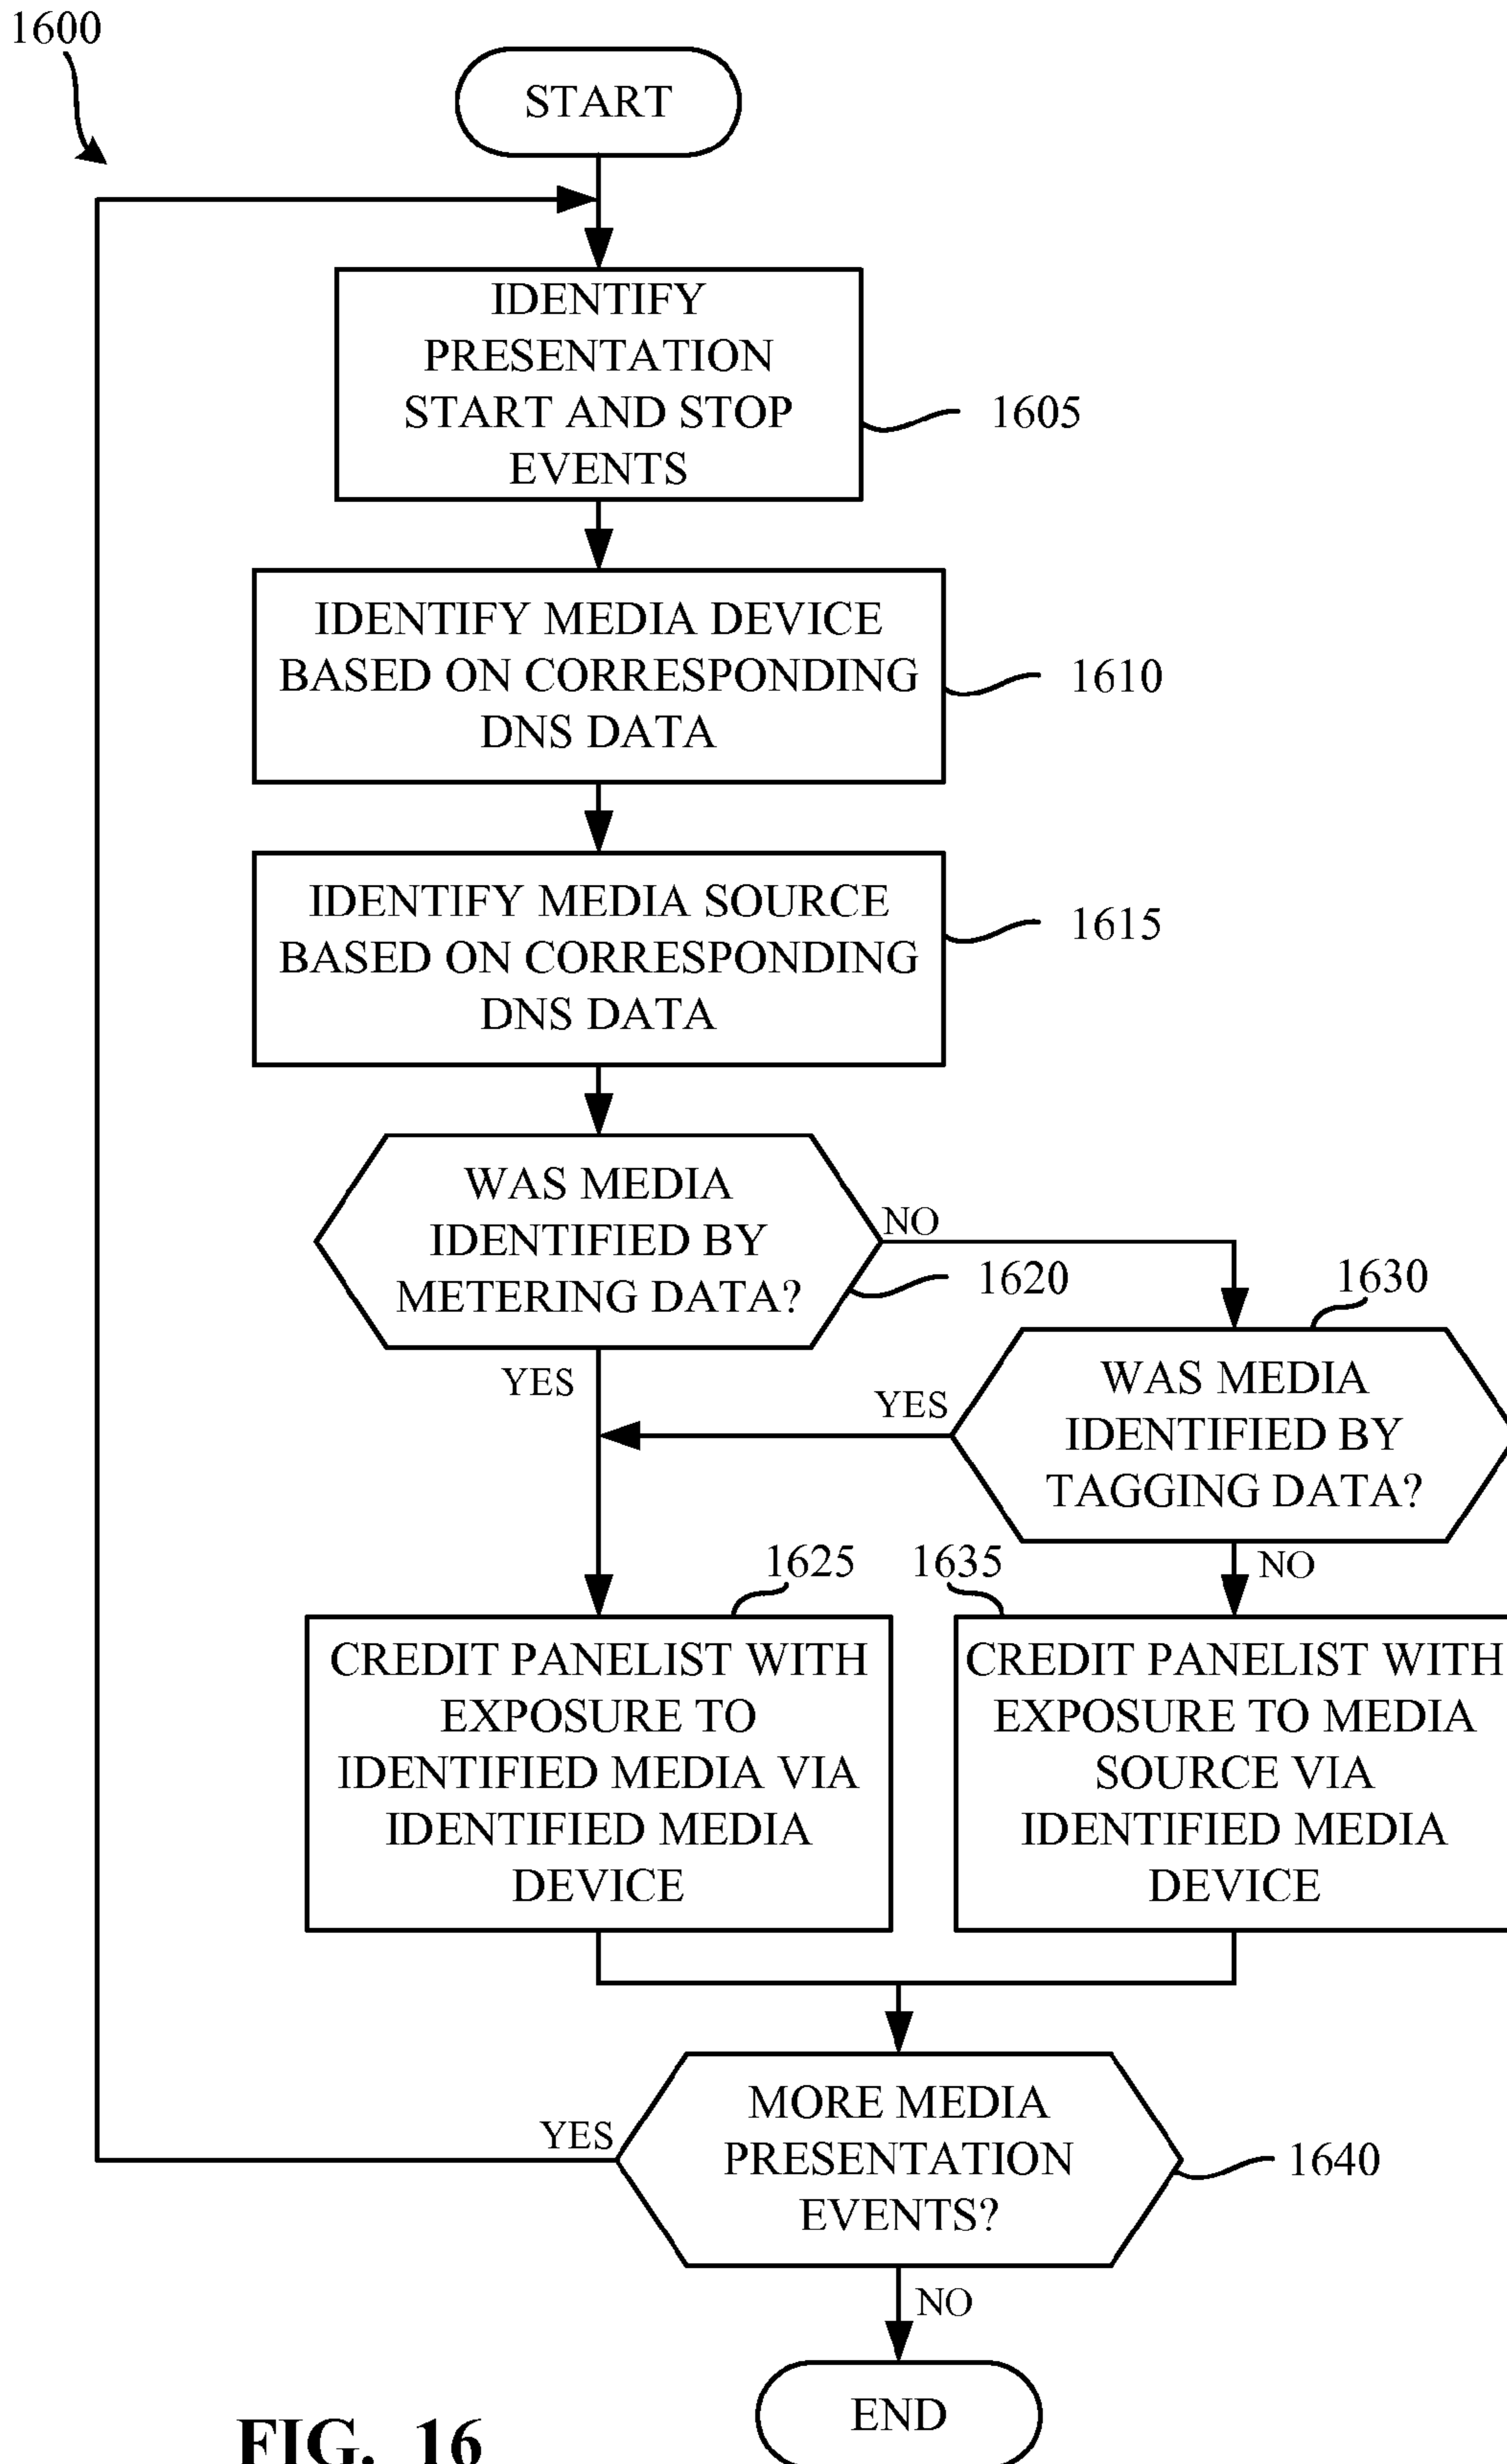 1600
START
IDENTIFY
PRESENTATION
START AND STOP
EVENTS
1605
IDENTIFY MEDIA DEVICE
BASED ON CORRESPONDING
DNS DATA
1610
IDENTIFY MEDIA SOURCE
BASED ON CORRESPONDING
DNS DATA
1615
WAS MEDIA
IDENTIFIED BY
METERING DATA?
NO
1620
YES
1630
WAS MEDIA
IDENTIFIED BY
TAGGING DATA?
YES
NO
1625
CREDIT PANELIST WITH
EXPOSURE TO
IDENTIFIED MEDIA VIA
IDENTIFIED MEDIA
DEVICE
1635
CREDIT PANELIST WITH
EXPOSURE TO MEDIA
SOURCE VIA
IDENTIFIED MEDIA
DEVICE
MORE MEDIA
PRESENTATION
EVENTS?
YES
1640
NO
END
FIG. 16